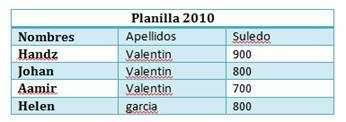 Planilla 2010
Nombres Apellidos Suledo
Handz Valentin 900
Johan Valentin 800
Aamir Valentin 700
Helen garcia 800